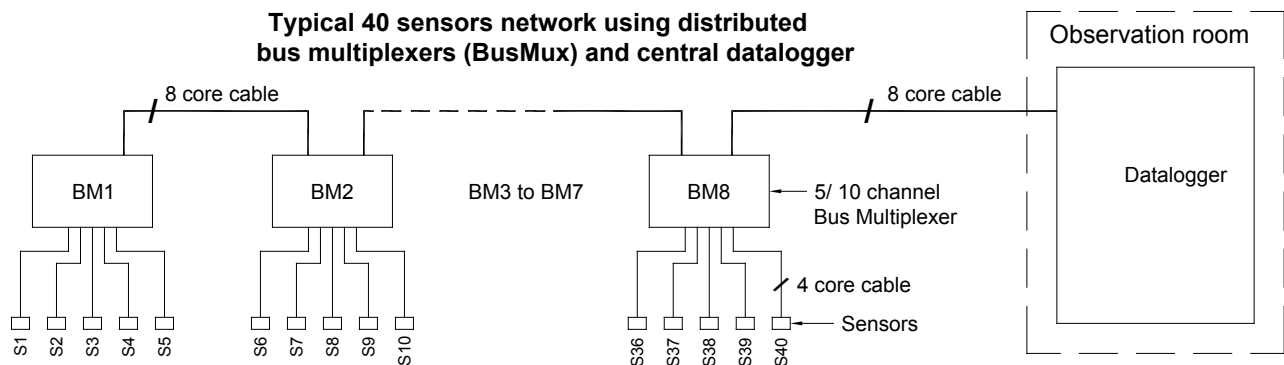 Typical 40 sensors network using distributed
bus multiplexers (BusMux) and central datalogger
Observation room
8 core cable
8 core cable
BM1
BM2
BM3 to BM7
BM8
5/ 10 channel
Bus Multiplexer
Datalogger
4 core cable
Sensors
S1
S2
S3
S4
S5
S6
S7
S8
S9
S10
S36
S37
S38
S39
S40